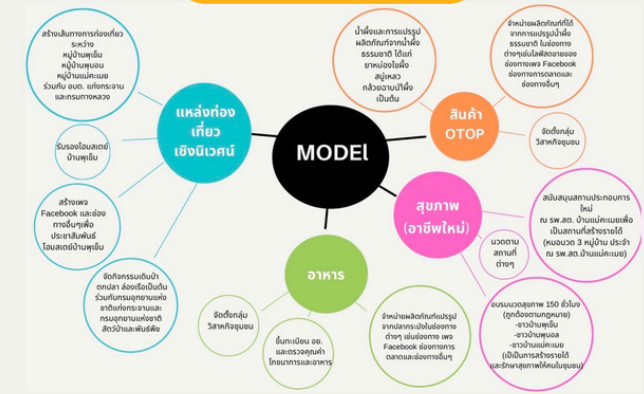 สร้างเส้นทางการท่องเที่ยว
ระหว่าง
หมู่บ้านพุเข็ม
หมู่บ้านพุบอน
หมู่บ้านแม่คะเมย
ร่วมกับ อบต. แก่งกระจาน
และกรมทางหลวง
รับรองโฮมสเตย์
บ้านพุเข็ม
สร้างเพจ
Facebook และช่อง
ทางอื่นๆเพื่อ
ประชาสัมพันธ์
โฮมสเตย์บ้านพุเข็ม
จัดกิจกรรมเดินป่า
ตกปลา ล่องเรือเป็นต้น
ร่วมกับกรมอุทยานแห่ง
ชาติแก่งกระจานและ
กรมอุทยานแห่งชาติ
สัตว์ป่าและพันธุ์พืช
แหล่งท่อง
เที่ยว
เชิงนิเวศน์
MODEl
น้ำผึ้งและการแปรรูป
ผลิตภัณฑ์จากน้ำผึ้ง
ธรรมชาติ ได้แก่
ยาหม่องไขผึ้ง
สบู่เหลว
กล้วยฉาบน้ำผึ้ง
เป็นต้น
จำหน่ายผลิตภัณฑ์ที่ได้
จากการแปรรูปน้ำผึ้ง
ธรรมชาติ ในช่องทาง
ต่างๆเช่นไลฟ์สดขายของ
ช่องทางเพจ Facebook
ช่องทางการตลาดและ
ช่องทางอื่นๆ
สินค้า
OTOP
จัดตั้งกลุ่ม
วิสาหกิจชุมชน
สุขภาพ
(อาชีพใหม่)
สนับสนุนสถานประกอบการ
ใหม่
ณ รพ.สต. บ้านแม่คะเมยเพื่อ
เป็นสถานที่สร้างรายได้
(หมอนวด 3 หมู่บ้าน ประจำ
ณ รพ.สต.บ้านแม่คะเมย)
นวดตาม
สถานที่
ต่างๆ
อบรมนวดสุขภาพ 150 ชั่วโมง
(ถูกต้องตามกฎหมาย)
-ชาวบ้านพุเข็ม
-ชาวบ้านพุบอน
-ชาวบ้านแม่คะเมย
(เป็นการสร้างรายได้
และรักษาสุขภาพให้คนในชุมชน)
อาหาร
จัดตั้งกลุ่ม
วิสาหกิจชุมชน
ขึ้นทะเบียน อย.
และตรวจคุณค่า
โภชนาการและอาหาร
จำหน่ายผลิตภัณฑ์แปรรูป
จากปลากระมังในช่องทาง
ต่างๆ เช่นช่องทาง เพจ
Facebook ช่องทางการ
ตลาดและช่องทางอื่นๆ